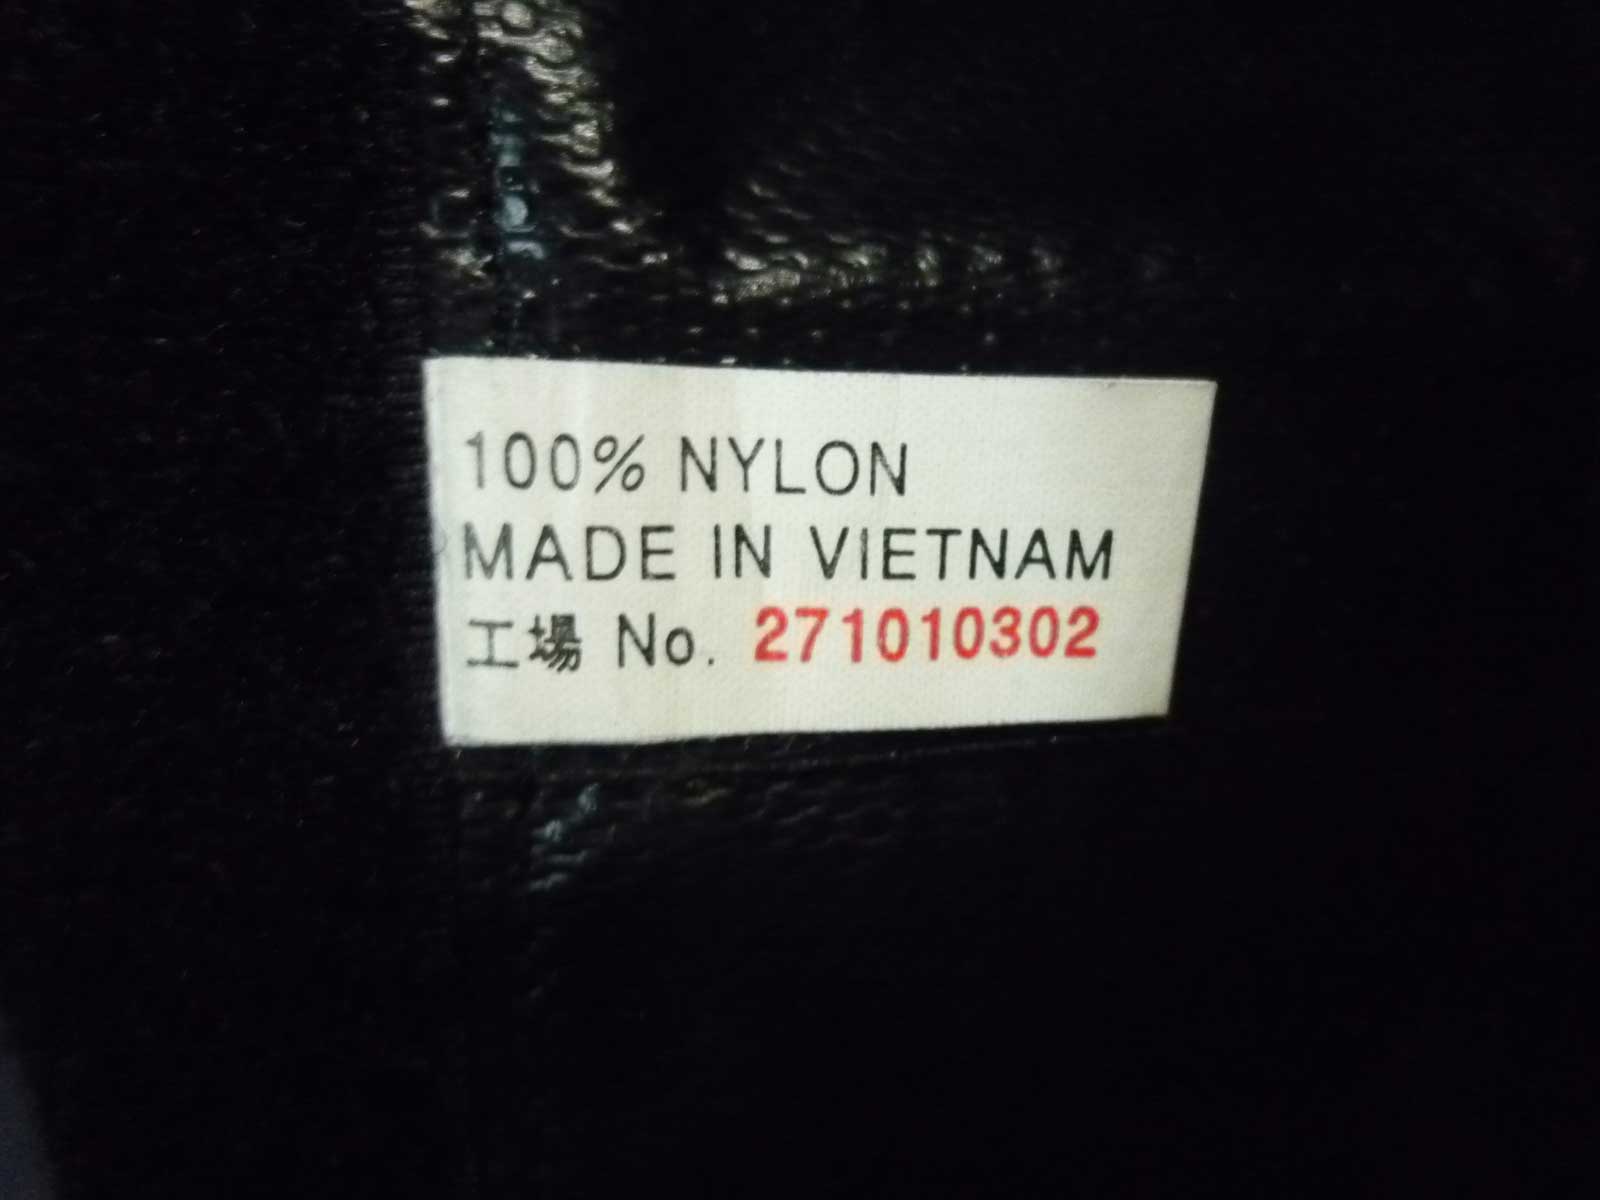 100% NYLON
MADE IN VIETNAM
工場 No. 271010302